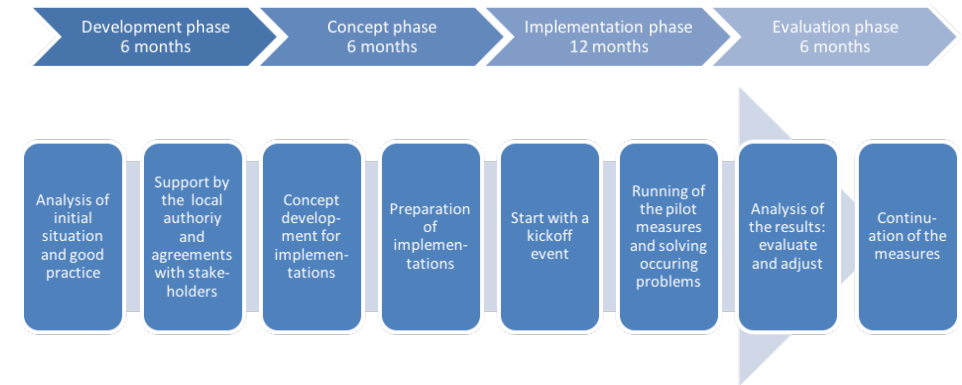 Development phase
6 months
Concept phase
6 months
Implementation phase
12 months
Evaluation phase
6 months
Analysis of
initial
situation
and good
practice
Support by
the local
authoriy
and
agreements
with stake-
holders
Concept
develop-
ment for
implemen-
tations
Preparation
of
implemen-
tations
Start with a
kickoff
event
Running of
the pilot
measures
and solving
occuring
problems
Analysis of
the results:
evaluate
and adjust
Continu-
ation of the
measures